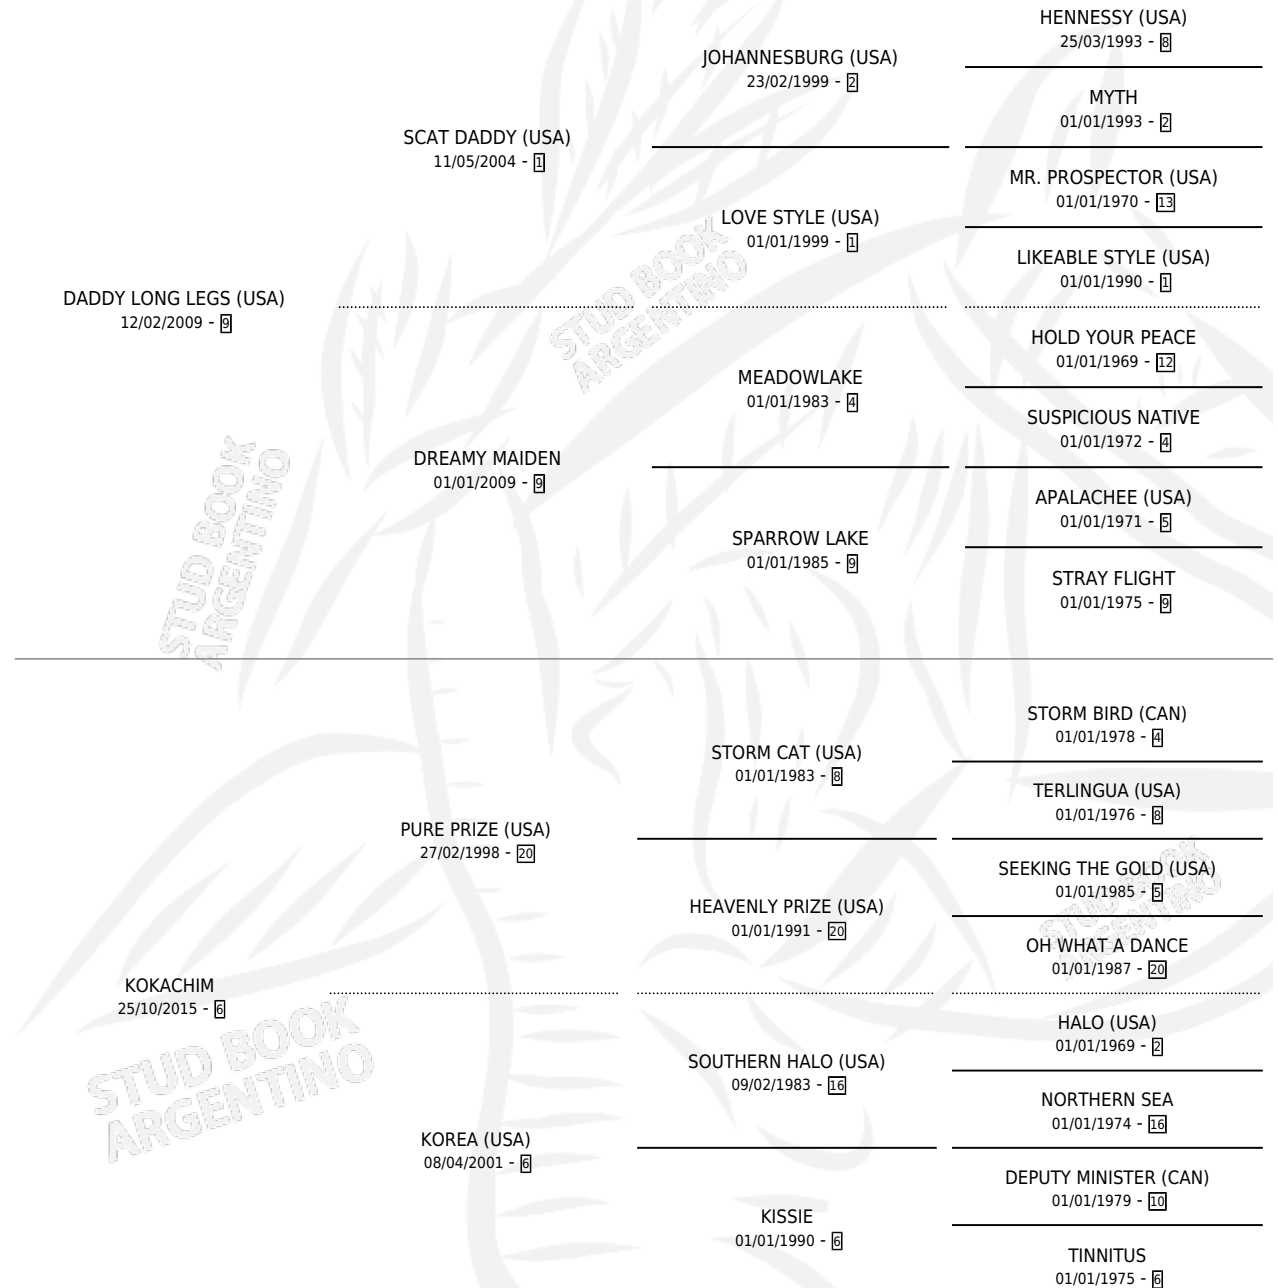 HENNESSY (USA)
25/03/1993 - 8
JOHANNESBURG (USA)
23/02/1999 - 2
MYTH
01/01/1993 - 2
SCAT DADDY (USA)
11/05/2004 - 1
MR. PROSPECTOR (USA)
01/01/1970 - 13
LOVE STYLE (USA)
01/01/1999 - 1
LIKEABLE STYLE (USA)
01/01/1990 - 1
DADDY LONG LEGS (USA)
12/02/2009 - 9
HOLD YOUR PEACE
01/01/1969 - 12
MEADOWLAKE
01/01/1983 - 4
SUSPICIOUS NATIVE
01/01/1972 - 4
DREAMY MAIDEN
01/01/2009 - 9
APALACHEE (USA)
01/01/1971 - 5
SPARROW LAKE
01/01/1985 - 9
STRAY FLIGHT
01/01/1975 - 9
STORM BIRD (CAN)
01/01/1978 - 4
STORM CAT (USA)
01/01/1983 - 8
TERLINGUA (USA)
01/01/1976 - 8
PURE PRIZE (USA)
27/02/1998 - 20
SEEKING THE GOLD (USA)
01/01/1985 - 5
HEAVENLY PRIZE (USA)
01/01/1991 - 20
OH WHAT A DANCE
01/01/1987 - 20
KOKACHIM
25/10/2015 - 6
HALO (USA)
01/01/1969 - 2
SOUTHERN HALO (USA)
09/02/1983 - 16
NORTHERN SEA
01/01/1974 - 16
KOREA (USA)
08/04/2001 - 6
DEPUTY MINISTER (CAN)
01/01/1979 - 10
KISSIE
01/01/1990 - 6
TINNITUS
01/01/1975 - 6
STUD BOOK
ARGENTINO
STUD BOOK
ARGENTINO
STUD BOOK
ARGENTINO
STUD BOOK
ARGENTINO